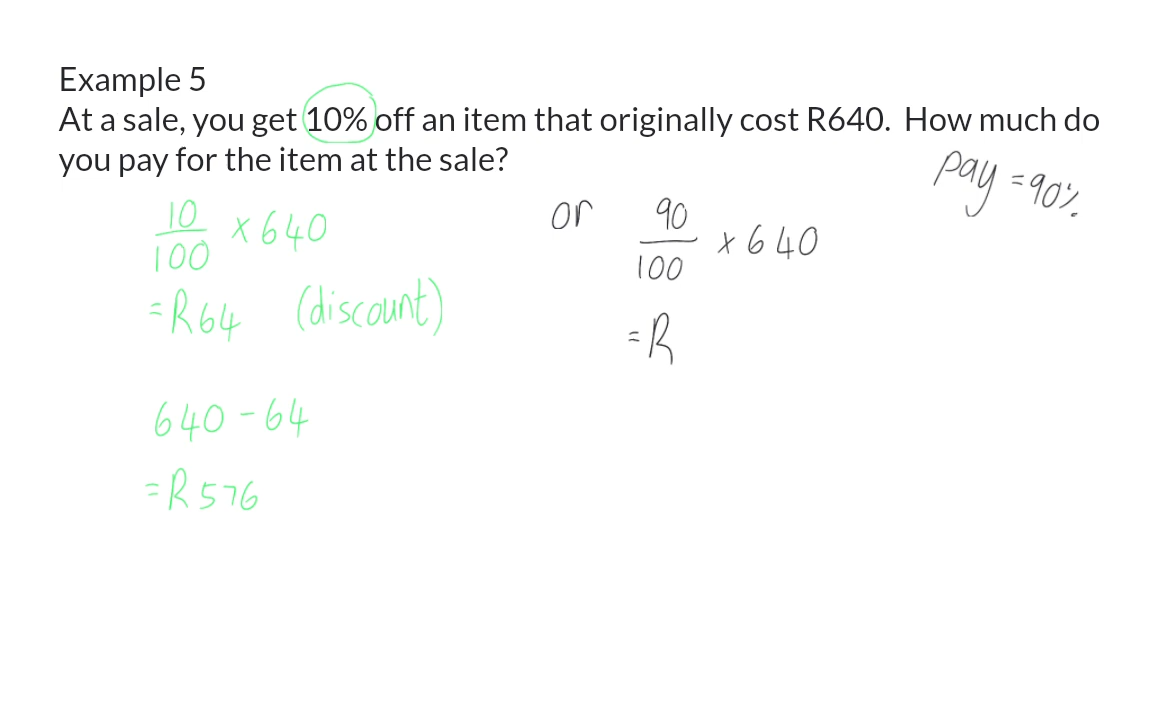 Example 5
At a sale, you get 10% off an item that originally cost R640. How much do
you pay for the item at the sale?
pay = 90%
10/100 × 640
= R64 (discount)
640 - 64
= R576
or 90/100 × 640
= R